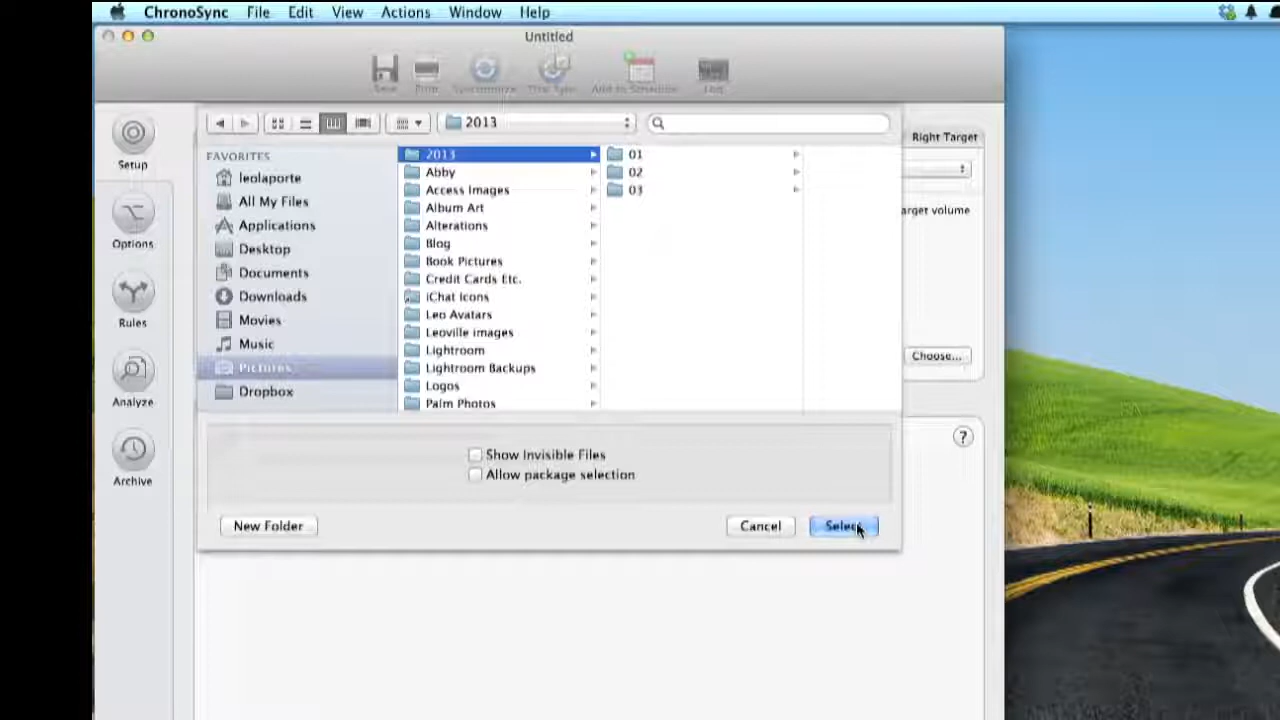 ChronoSync File Edit View Actions Window Help
Untitled
2013
Right Target
Setup
FAVORITES
leolaporte
All My Files
Applications
Desktop
Documents
Downloads
Movies
Music
Pictures
Dropbox
2013
Abby
Access Images
Album Art
Alterations
Blog
Book Pictures
Credit Cards Etc.
iChat Icons
Leo Avatars
Leoville images
Lightroom
Lightroom Backups
Logos
Palm Photos
01
02
03
arget volume
Options
Rules
Choose...
Analyze
Archive
?
Show Invisible Files
Allow package selection
New Folder
Cancel
Select